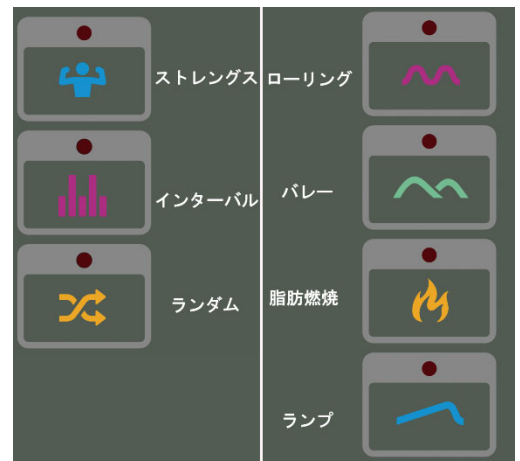 ストレングス
インターバル
ランダム
ローリング
バレー
脂肪燃焼
ランプ